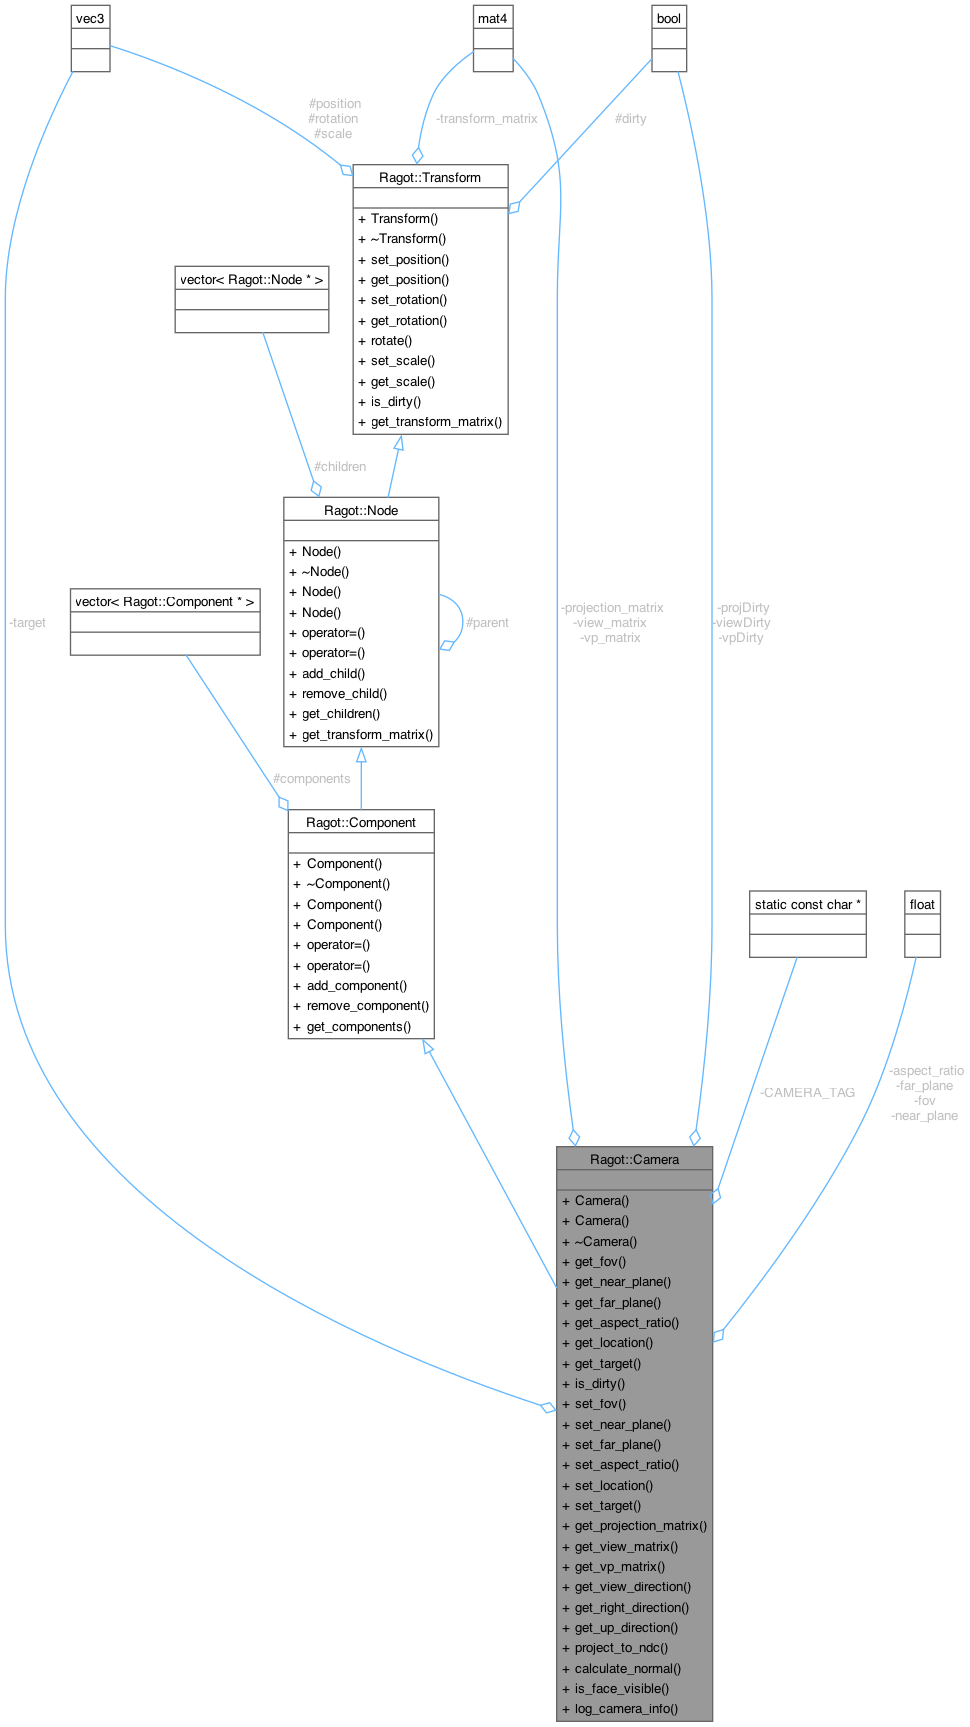 vec3
mat4
bool
#position
#rotation
#scale
-transform_matrix
#dirty
Ragot::Transform
+ Transform()
+ ~Transform()
+ set_position()
+ get_position()
+ set_rotation()
+ get_rotation()
+ rotate()
+ set_scale()
+ get_scale()
+ is_dirty()
+ get_transform_matrix()
vector< Ragot::Node * >
#children
Ragot::Node
+ Node()
+ ~Node()
+ Node()
+ Node()
+ operator=()
+ operator=()
+ add_child()
+ remove_child()
+ get_children()
+ get_transform_matrix()
#parent
vector< Ragot::Component * >
-target
-projection_matrix
-view_matrix
-vp_matrix
-projDirty
-viewDirty
-vpDirty
#components
Ragot::Component
+ Component()
+ ~Component()
+ Component()
+ Component()
+ operator=()
+ operator=()
+ add_component()
+ remove_component()
+ get_components()
static const char *
float
-CAMERA_TAG
-aspect_ratio
-far_plane
-fov
-near_plane
Ragot::Camera
+ Camera()
+ Camera()
+ ~Camera()
+ get_fov()
+ get_near_plane()
+ get_far_plane()
+ get_aspect_ratio()
+ get_location()
+ get_target()
+ is_dirty()
+ set_fov()
+ set_near_plane()
+ set_far_plane()
+ set_aspect_ratio()
+ set_location()
+ set_target()
+ get_projection_matrix()
+ get_view_matrix()
+ get_vp_matrix()
+ get_view_direction()
+ get_right_direction()
+ get_up_direction()
+ project_to_ndc()
+ calculate_normal()
+ is_face_visible()
+ log_camera_info()